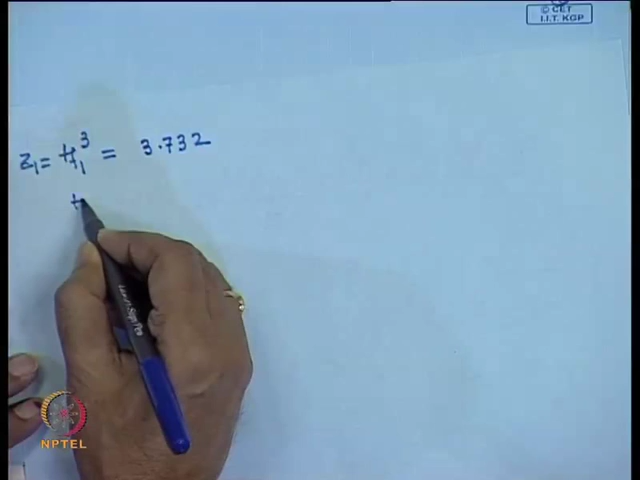 © CET
I.I.T. KGP
z₁ = t₁³ = 3.732
t
NPTEL